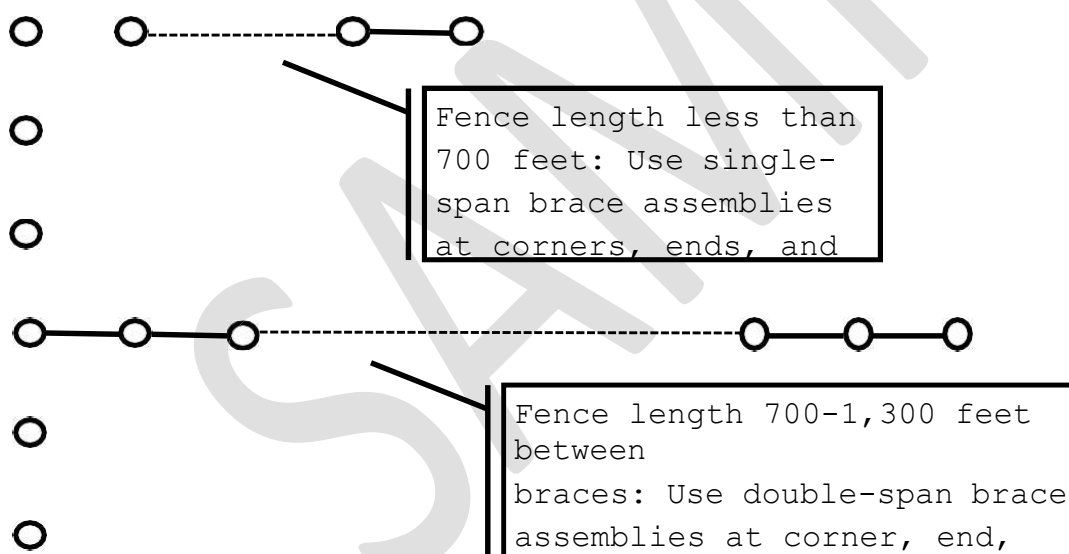 Fence length less than
700 feet: Use single-
span brace assemblies
at corners, ends, and
Fence length 700-1,300 feet
between
braces: Use double-span brace
assemblies at corner, end,
SAM